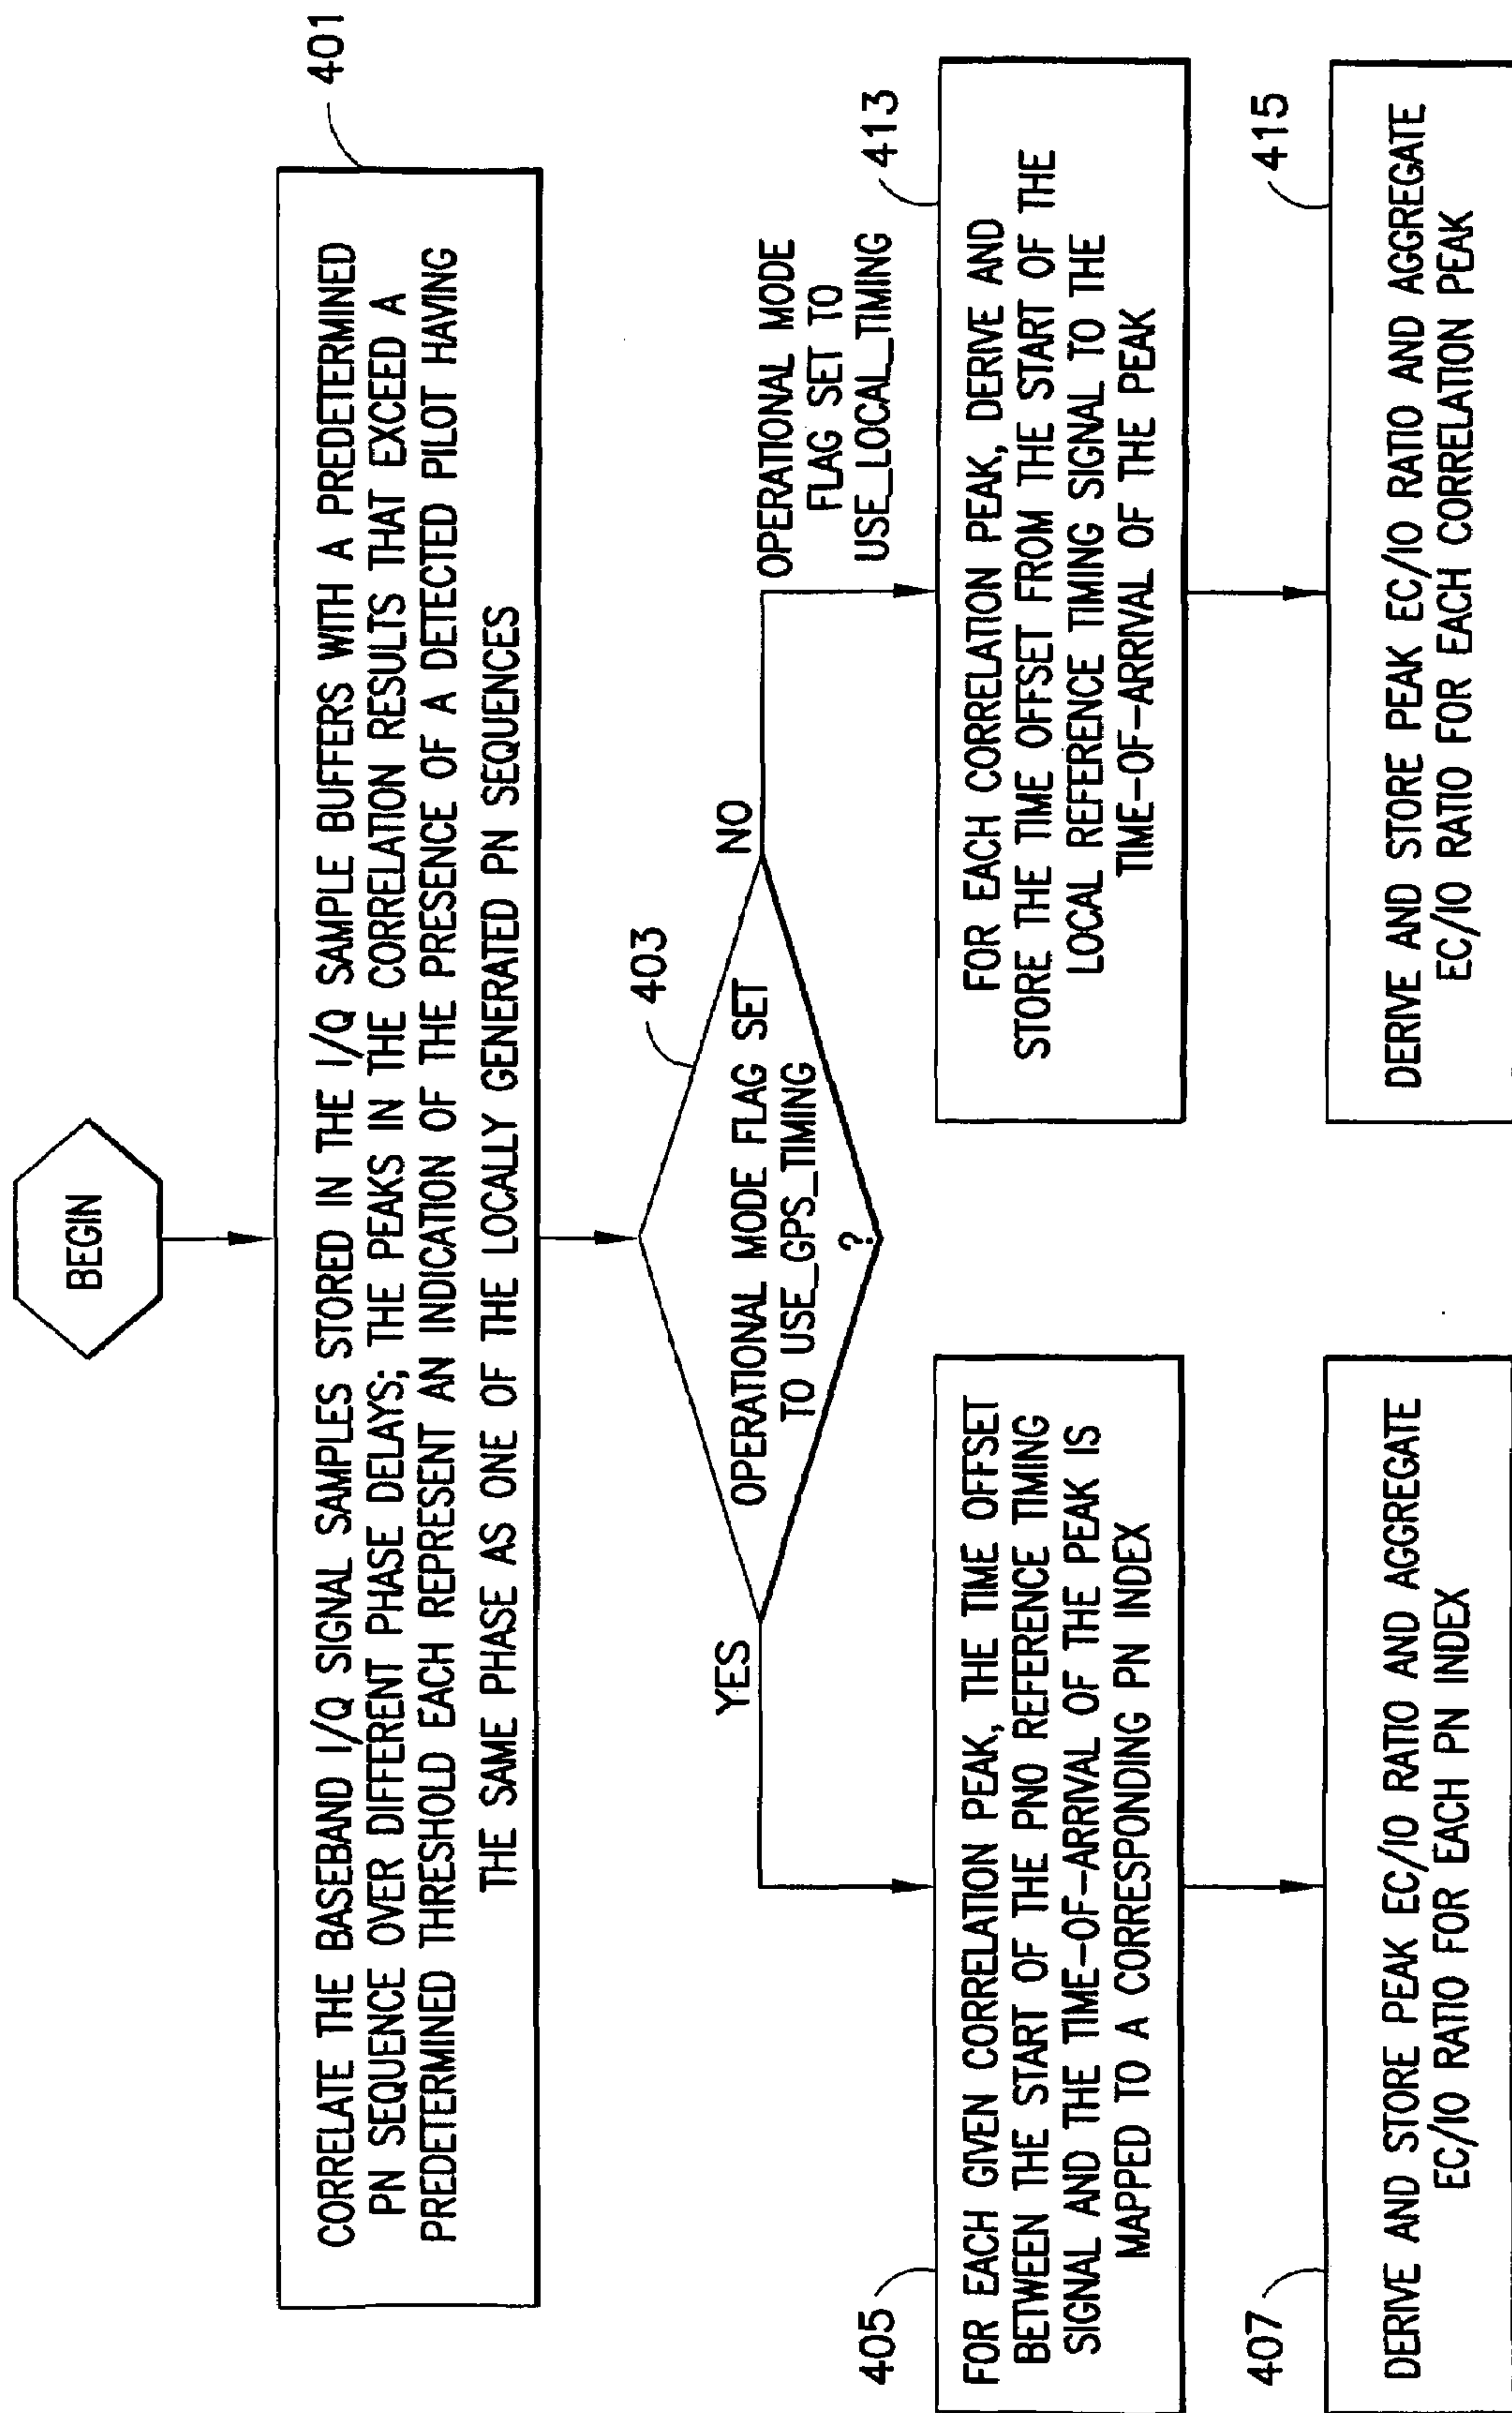 BEGIN
401
CORRELATE THE BASEBAND I/Q SIGNAL SAMPLES STORED IN THE I/Q SAMPLE BUFFERS WITH A PREDETERMINED
PN SEQUENCE OVER DIFFERENT PHASE DELAYS; THE PEAKS IN THE CORRELATION RESULTS THAT EXCEED A
PREDETERMINED THRESHOLD EACH REPRESENT AN INDICATION OF THE PRESENCE OF A DETECTED PILOT HAVING
THE SAME PHASE AS ONE OF THE LOCALLY GENERATED PN SEQUENCES
403
OPERATIONAL MODE FLAG SET
TO USE_GPS_TIMING
?
YES
NO
OPERATIONAL MODE
FLAG SET TO
USE_LOCAL_TIMING
405
FOR EACH GIVEN CORRELATION PEAK, THE TIME OFFSET
BETWEEN THE START OF THE PNO REFERENCE TIMING
SIGNAL AND THE TIME-OF-ARRIVAL OF THE PEAK IS
MAPPED TO A CORRESPONDING PN INDEX
413
FOR EACH CORRELATION PEAK, DERIVE AND
STORE THE TIME OFFSET FROM THE START OF THE
LOCAL REFERENCE TIMING SIGNAL TO THE
TIME-OF-ARRIVAL OF THE PEAK
407
DERIVE AND STORE PEAK EC/IO RATIO AND AGGREGATE
EC/IO RATIO FOR EACH PN INDEX
415
DERIVE AND STORE PEAK EC/IO RATIO AND AGGREGATE
EC/IO RATIO FOR EACH CORRELATION PEAK